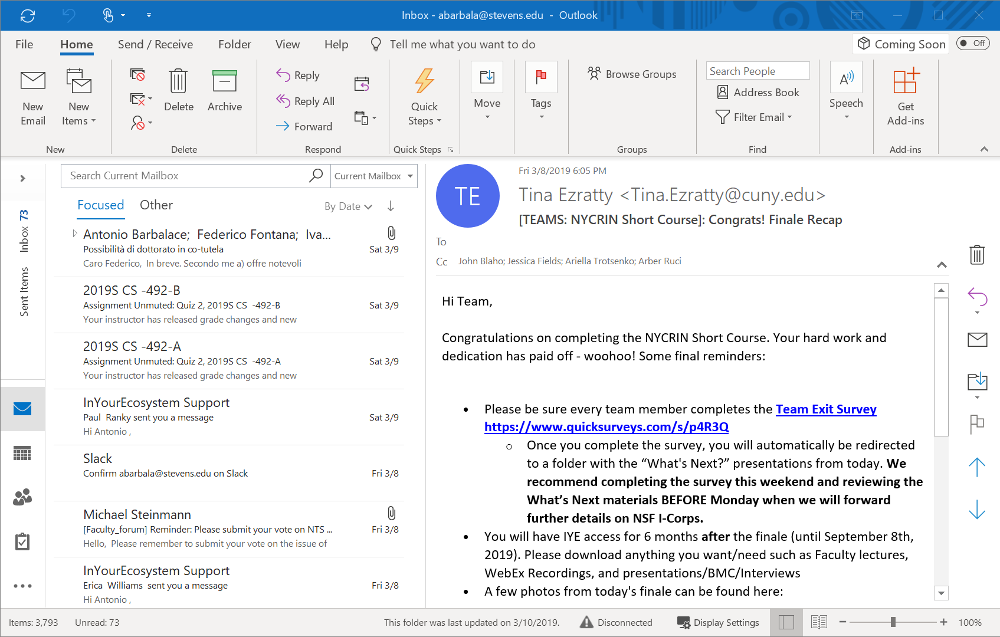 Inbox - abarbala@stevens.edu - Outlook
File Home Send / Receive Folder View Help Tell me what you want to do Coming Soon Off
New Email
New Items
New
Delete
Archive
Delete
Reply
Reply All
Forward
Respond
Quick Steps
Quick Steps
Move
Tags
Browse Groups
Groups
Search People
Address Book
Filter Email
Find
Speech
Get Add-ins
Add-ins
Inbox 73
Sent Items
Search Current Mailbox Current Mailbox
Focused Other By Date
Antonio Barbalace; Federico Fontana; Iva...
Possibilità di dottorato in co-tutela Sat 3/9
Caro Federico, In breve. Secondo me a) offre notevoli
2019S CS -492-B
Assignment Unmuted: Quiz 2, 2019S CS -492-B Sat 3/9
Your instructor has released grade changes and new
2019S CS -492-A
Assignment Unmuted: Quiz 2, 2019S CS -492-A Sat 3/9
Your instructor has released grade changes and new
InYourEcosystem Support
Paul Ranky sent you a message Sat 3/9
Hi Antonio ,
Slack
Confirm abarbala@stevens.edu on Slack Fri 3/8
Michael Steinmann
[Faculty_forum] Reminder: Please submit your vote on NTS ... Fri 3/8
Hello, Please remember to submit your vote on the issue of
InYourEcosystem Support
Erica Williams sent you a message Fri 3/8
Hi Antonio ,
TE
Fri 3/8/2019 6:05 PM
Tina Ezratty <Tina.Ezratty@cuny.edu>
[TEAMS: NYCRIN Short Course]: Congrats! Finale Recap
To
Cc John Blaho; Jessica Fields; Ariella Trotsenko; Arber Ruci
Hi Team,
Congratulations on completing the NYCRIN Short Course. Your hard work and
dedication has paid off - woohoo! Some final reminders:
• Please be sure every team member completes the Team Exit Survey
https://www.quicksurveys.com/s/p4R3Q
o Once you complete the survey, you will automatically be redirected
to a folder with the “What's Next?” presentations from today. We
recommend completing the survey this weekend and reviewing the
What’s Next materials BEFORE Monday when we will forward
further details on NSF I-Corps.
• You will have IYE access for 6 months after the finale (until September 8th,
2019). Please download anything you want/need such as Faculty lectures,
WebEx Recordings, and presentations/BMC/Interviews
• A few photos from today's finale can be found here:
Items: 3,793 Unread: 73 This folder was last updated on 3/10/2019. Disconnected Display Settings 100%